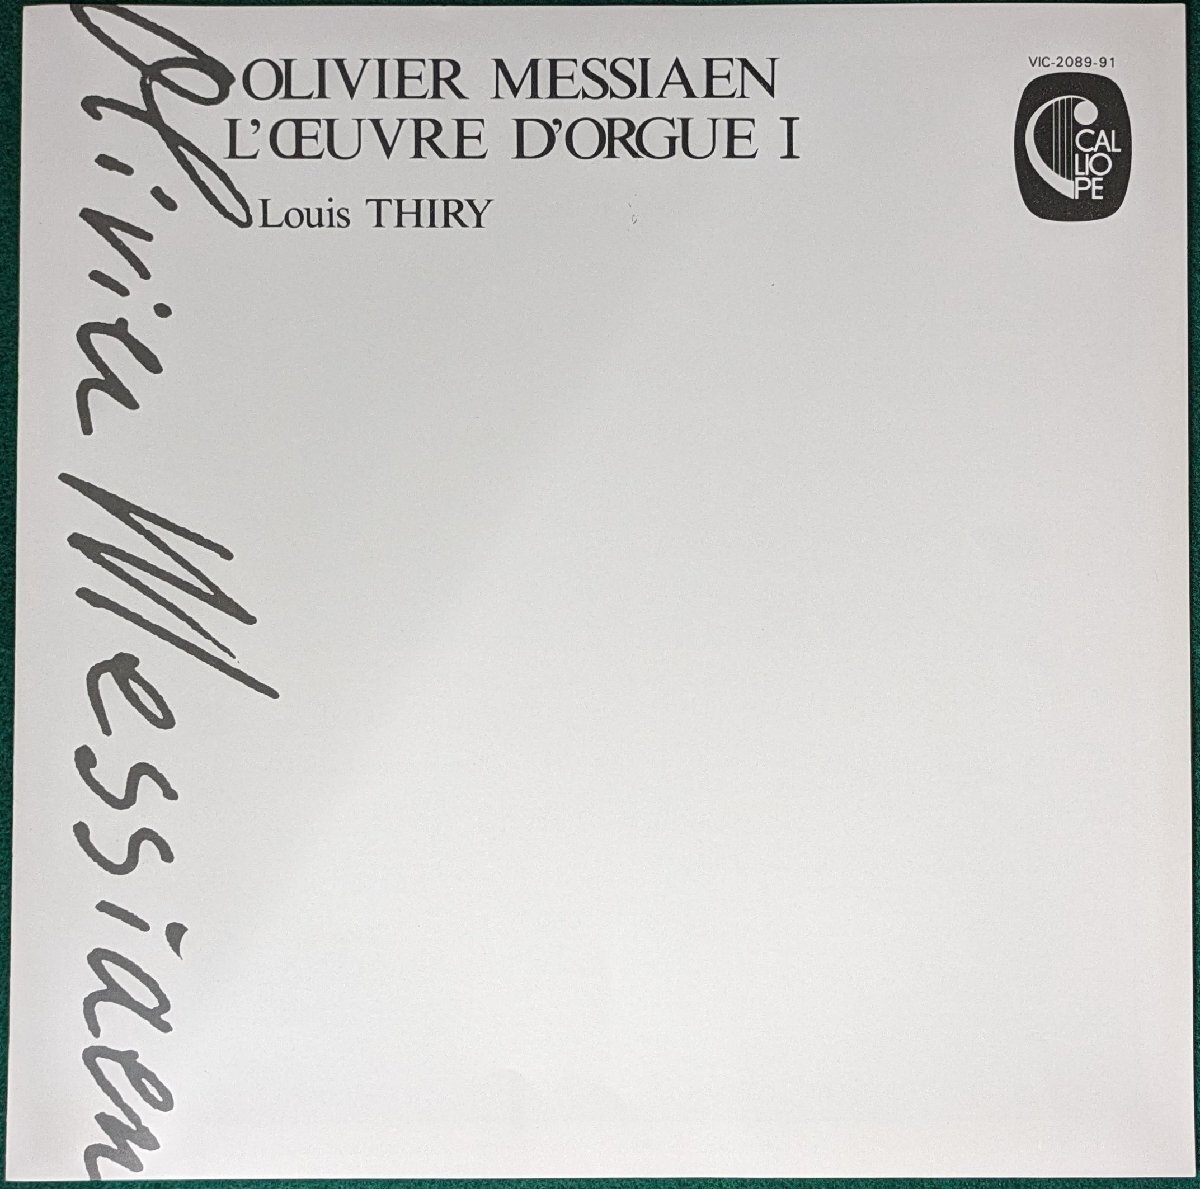 OLIVIER MESSIAEN
L'ŒUVRE D'ORGUE I
Louis THIRY
VIC-2089-91
CAL
LIO
PE
Olivier Messiaen